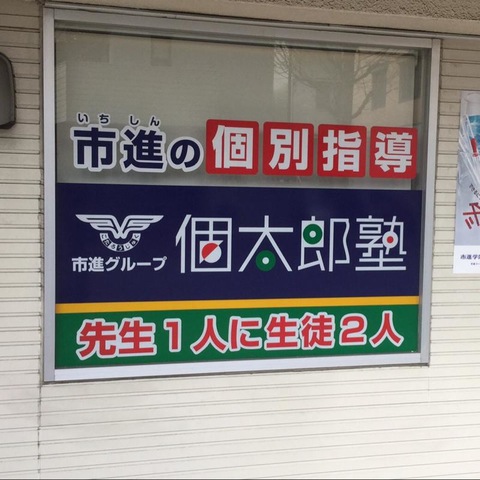 いちしん
市進の個別指導
市進グループ
個太郎塾
先生1人に生徒2人